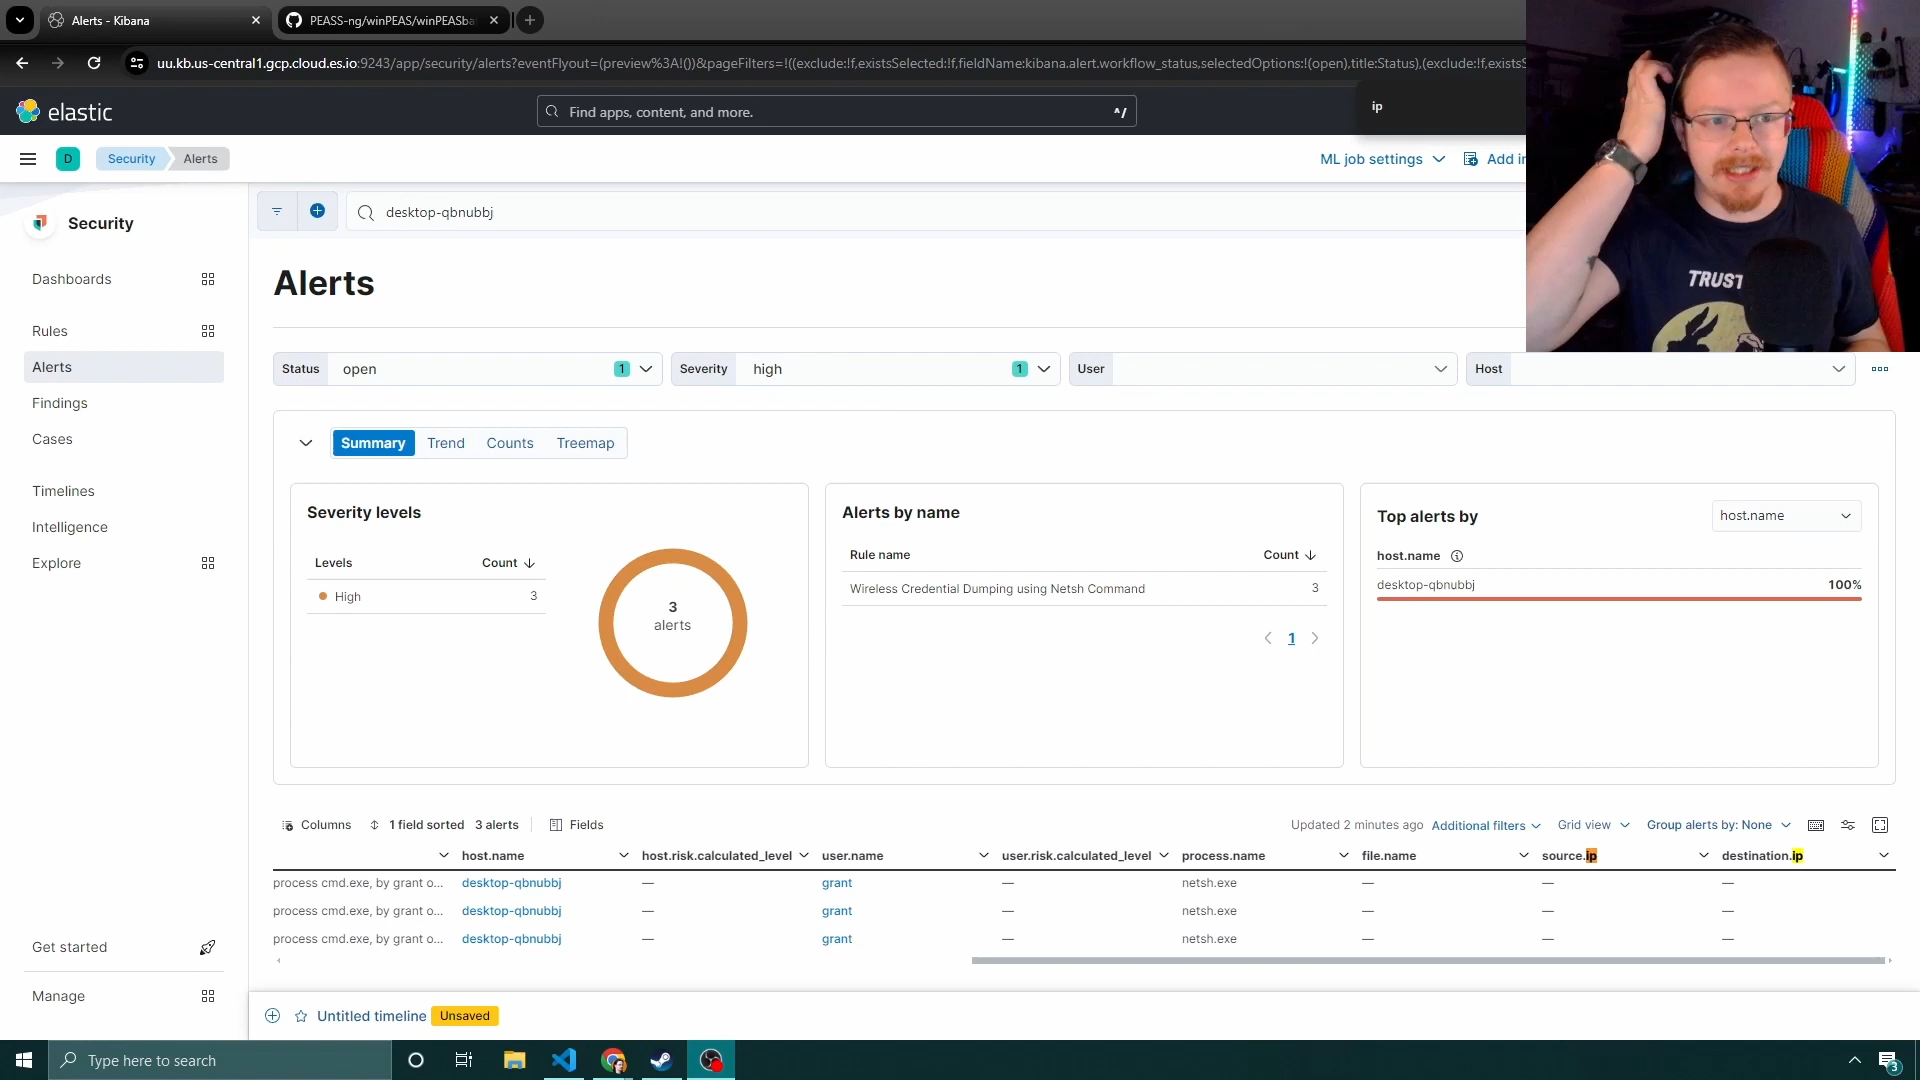 Alerts - Kibana
PEASS-ng/winPEAS/winPEASba
uu.kb.us-central1.gcp.cloud.es.io:9243/app/security/alerts?eventFlyout=(preview%3A!())&pageFilters=!((exclude:!f,existsSelected:!f,fieldName:kibana.alert.workflow_status,selectedOptions:!(open),title:Status),(exclude:!f,existsS
elastic
Find apps, content, and more.
^/
ip
D
Security
Alerts
ML job settings
Add in
Security
desktop-qbnubbj
TRUST
Dashboards
Rules
Alerts
Findings
Cases
Timelines
Intelligence
Explore
Get started
Manage
Alerts
Status open 1
Severity high 1
User
Host
Summary Trend Counts Treemap
Severity levels
Levels Count
High 3
3
alerts
Alerts by name
Rule name Count
Wireless Credential Dumping using Netsh Command 3
1
Top alerts by host.name
host.name
desktop-qbnubbj 100%
Columns 1 field sorted 3 alerts Fields
Updated 2 minutes ago Additional filters Grid view Group alerts by: None
host.name host.risk.calculated_level user.name user.risk.calculated_level process.name file.name source.ip destination.ip
process cmd.exe, by grant o... desktop-qbnubbj — grant — netsh.exe — — —
process cmd.exe, by grant o... desktop-qbnubbj — grant — netsh.exe — — —
process cmd.exe, by grant o... desktop-qbnubbj — grant — netsh.exe — — —
Untitled timeline Unsaved
Type here to search
3